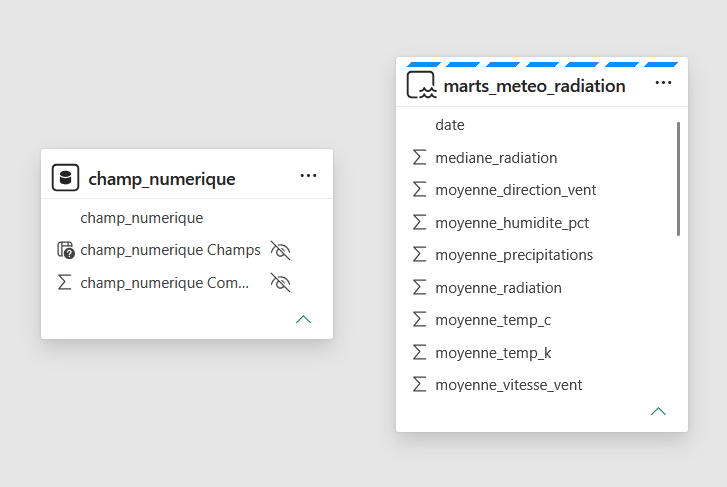 champ_numerique
champ_numerique
champ_numerique Champs
champ_numerique Com...
marts_meteo_radiation
date
mediane_radiation
moyenne_direction_vent
moyenne_humidite_pct
moyenne_precipitations
moyenne_radiation
moyenne_temp_c
moyenne_temp_k
moyenne_vitesse_vent